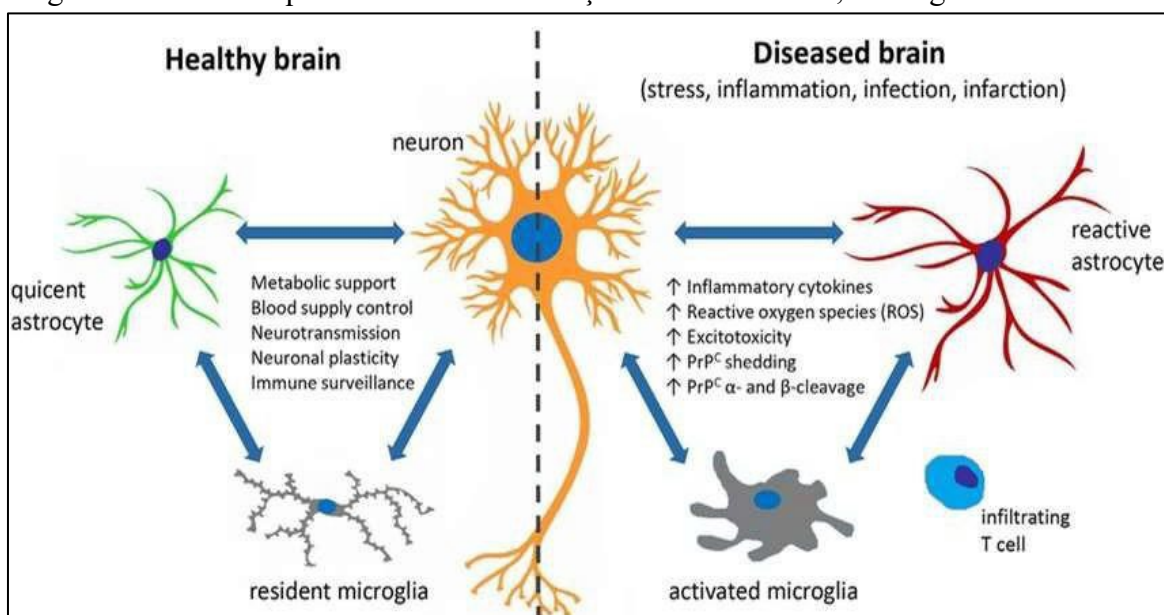 Healthy brain
Diseased brain
(stress, inflammation, infection, infarction)
neuron
quicent
astrocyte
Metabolic support
Blood supply control
Neurotransmission
Neuronal plasticity
Immune surveillance
↑ Inflammatory cytokines
↑ Reactive oxygen species (ROS)
↑ Excitotoxicity
↑ PrPᶜ shedding
↑ PrPᶜ α- and β-cleavage
reactive
astrocyte
resident microglia
activated microglia
infiltrating
T cell